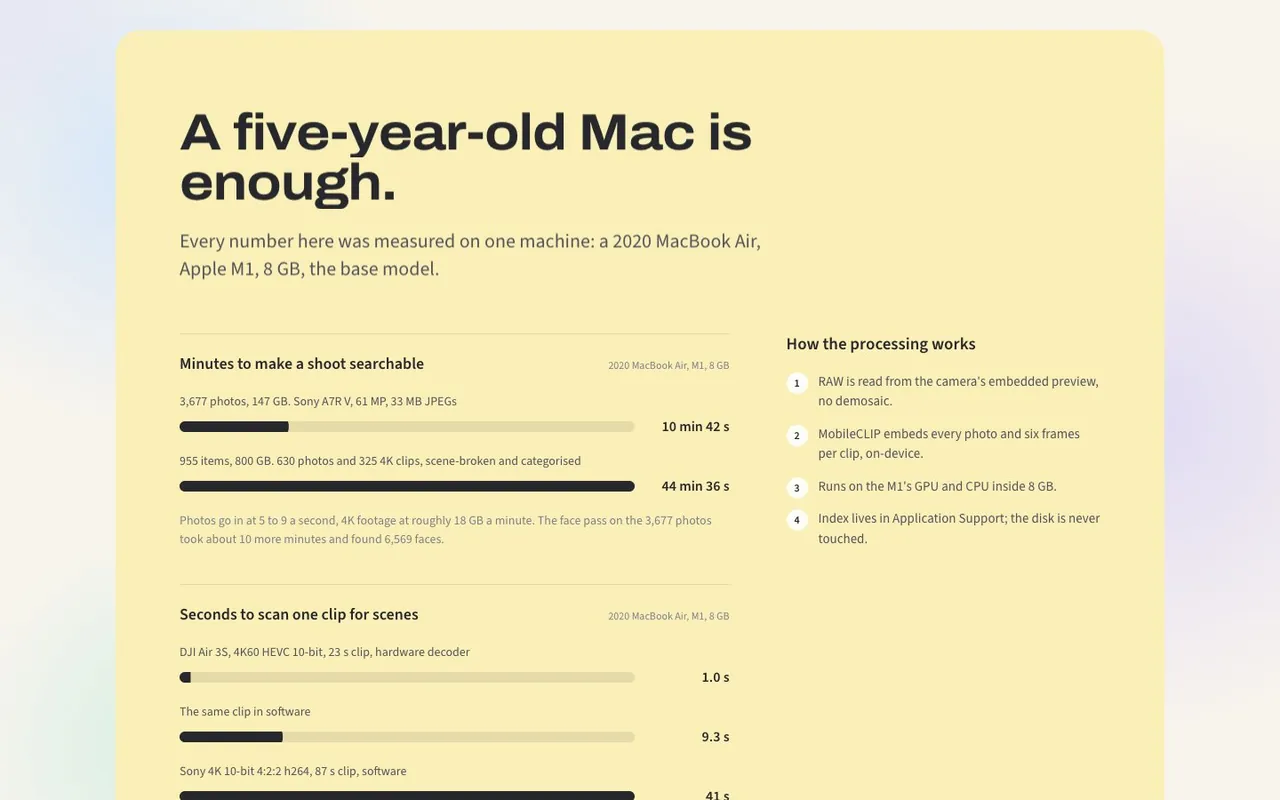 A five-year-old Mac is
enough.
Every number here was measured on one machine: a 2020 MacBook Air,
Apple M1, 8 GB, the base model.
Minutes to make a shoot searchable
2020 MacBook Air, M1, 8 GB
3,677 photos, 147 GB. Sony A7R V, 61 MP, 33 MB JPEGs
10 min 42 s
955 items, 800 GB. 630 photos and 325 4K clips, scene-broken and categorised
44 min 36 s
Photos go in at 5 to 9 a second, 4K footage at roughly 18 GB a minute. The face pass on the 3,677 photos
took about 10 more minutes and found 6,569 faces.
Seconds to scan one clip for scenes
2020 MacBook Air, M1, 8 GB
DJI Air 3S, 4K60 HEVC 10-bit, 23 s clip, hardware decoder
1.0 s
The same clip in software
9.3 s
Sony 4K 10-bit 4:2:2 h264, 87 s clip, software
41 s
How the processing works
1
RAW is read from the camera's embedded preview,
no demosaic.
2
MobileCLIP embeds every photo and six frames
per clip, on-device.
3
Runs on the M1's GPU and CPU inside 8 GB.
4
Index lives in Application Support; the disk is never
touched.